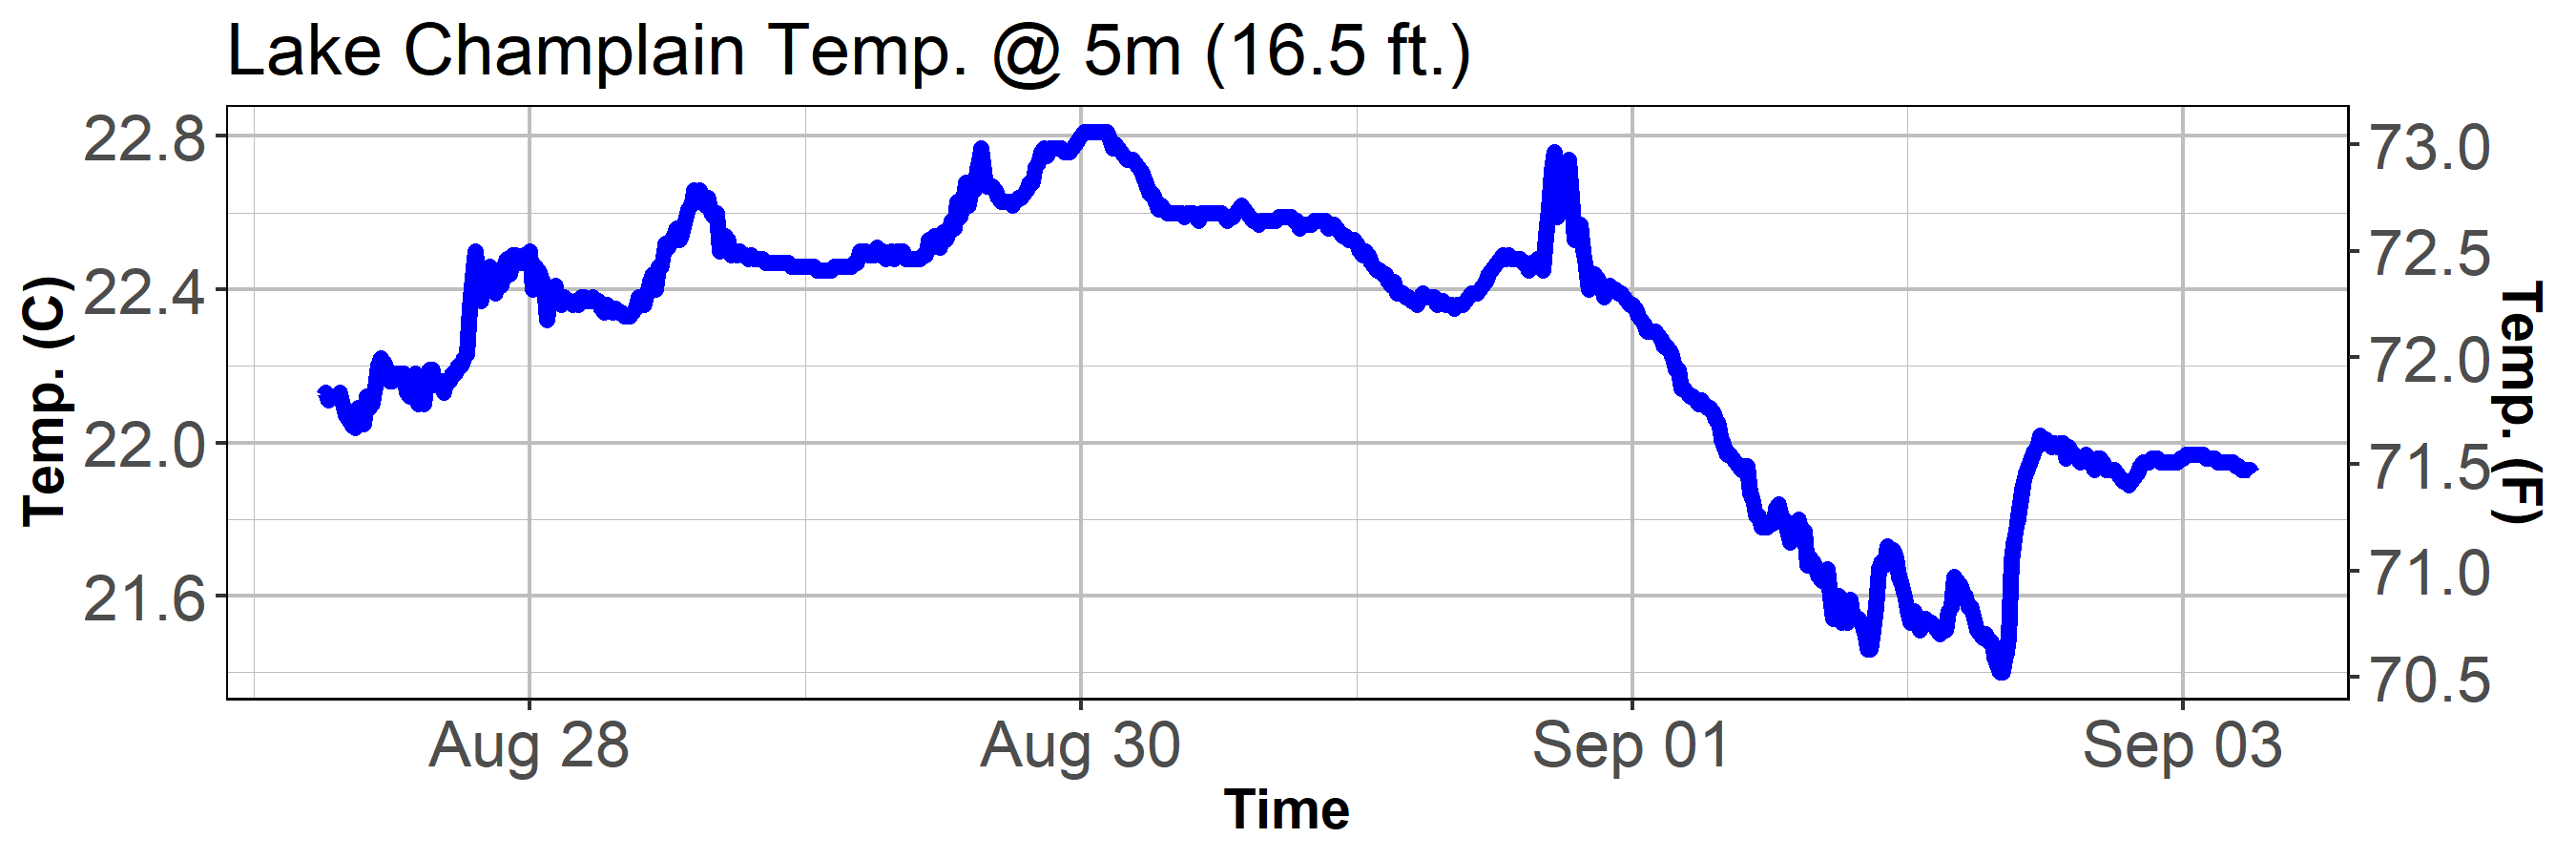 Lake Champlain Temp. @ 5m (16.5 ft.)
Temp. (C)
22.8
22.4
22.0
21.6
73.0
72.5
72.0
71.5
71.0
70.5
Temp. (F)
Aug 28
Aug 30
Sep 01
Sep 03
Time